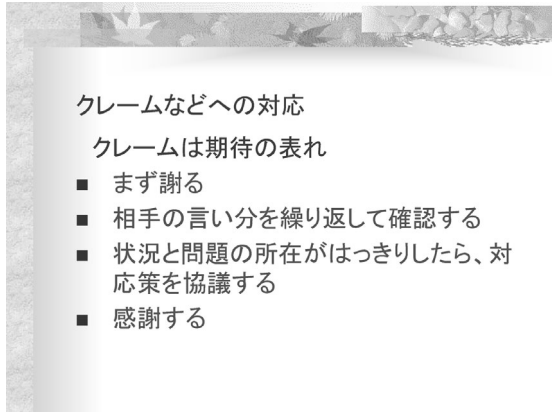 クレームなどへの対応
クレームは期待の表れ
■ まず謝る
■ 相手の言い分を繰り返して確認する
■ 状況と問題の所在がはっきりしたら、対
応策を協議する
■ 感謝する